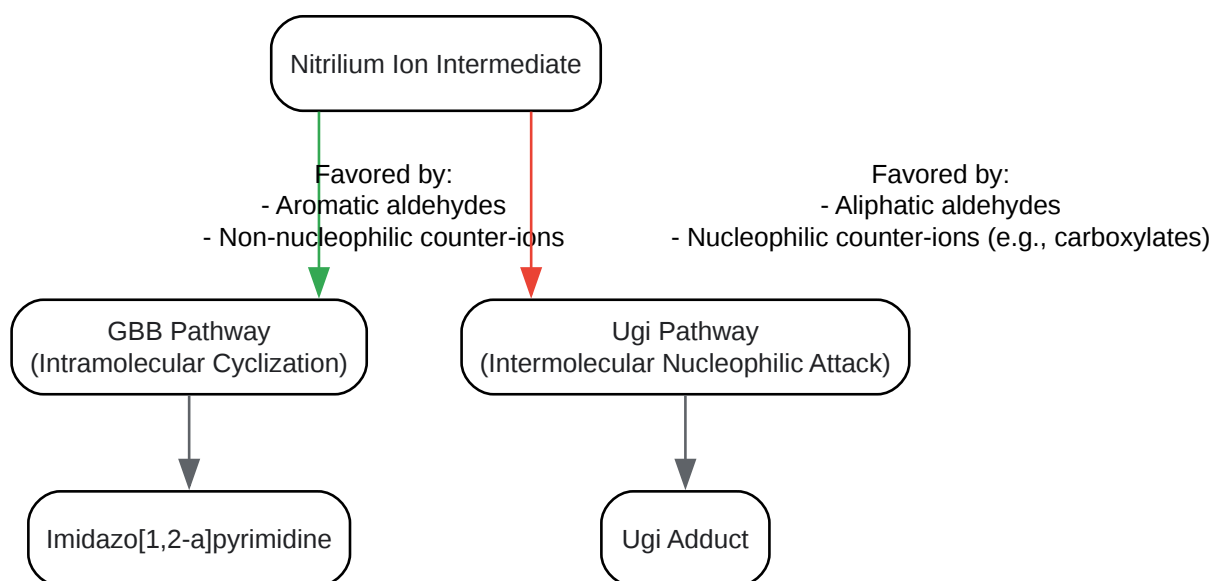 Nitrilium Ion Intermediate
Favored by:
- Aromatic aldehydes
- Non-nucleophilic counter-ions
Favored by:
- Aliphatic aldehydes
- Nucleophilic counter-ions (e.g., carboxylates)
GBB Pathway
(Intramolecular Cyclization)
Ugi Pathway
(Intermolecular Nucleophilic Attack)
Imidazo[1,2-a]pyrimidine
Ugi Adduct